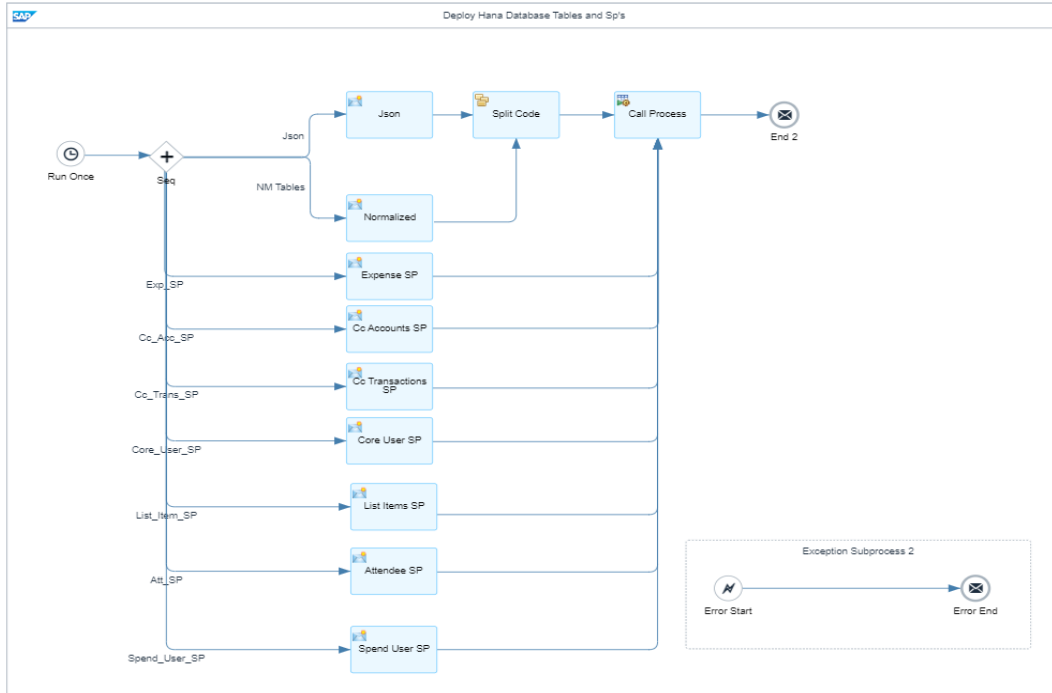 SAP
Deploy Hana Database Tables and Sp's
Json
Split Code
Call Process
End 2
Json
Run Once
Seq
NM Tables
Normalized
Exp_SP
Expense SP
Cc_Acc_SP
Cc Accounts SP
Cc_Trans_SP
Cc Transactions
SP
Core_User_SP
Core User SP
List_Item_SP
List Items SP
Exception Subprocess 2
Att_SP
Attendee SP
Error Start
Error End
Spend_User_SP
Spend User SP